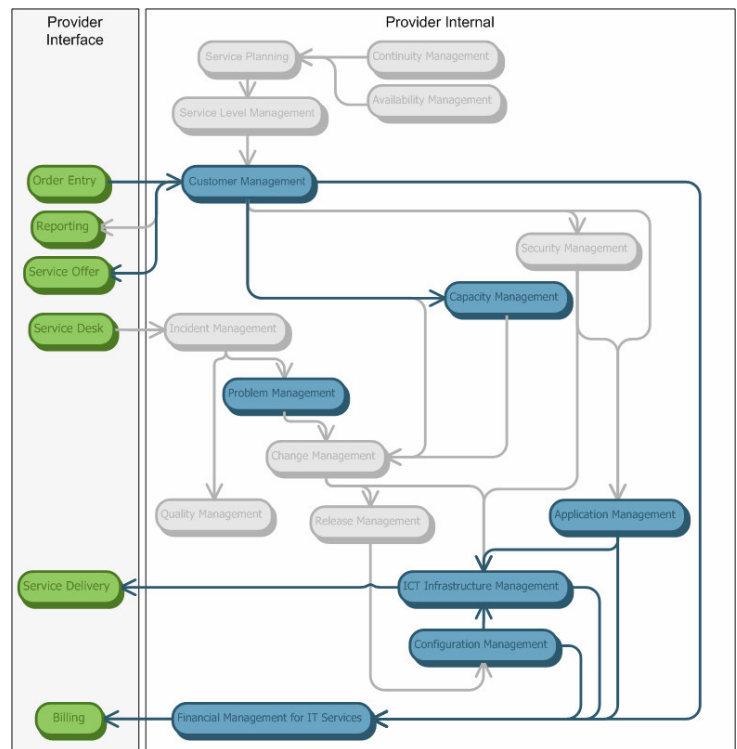 Provider
Interface
Provider Internal
Service Planning
Continuity Management
Availability Management
Service Level Management
Order Entry
Customer Management
Reporting
Security Management
Service Offer
Capacity Management
Service Desk
Incident Management
Problem Management
Change Management
Quality Management
Release Management
Application Management
Service Delivery
ICT Infrastructure Management
Configuration Management
Billing
Financial Management for IT Services